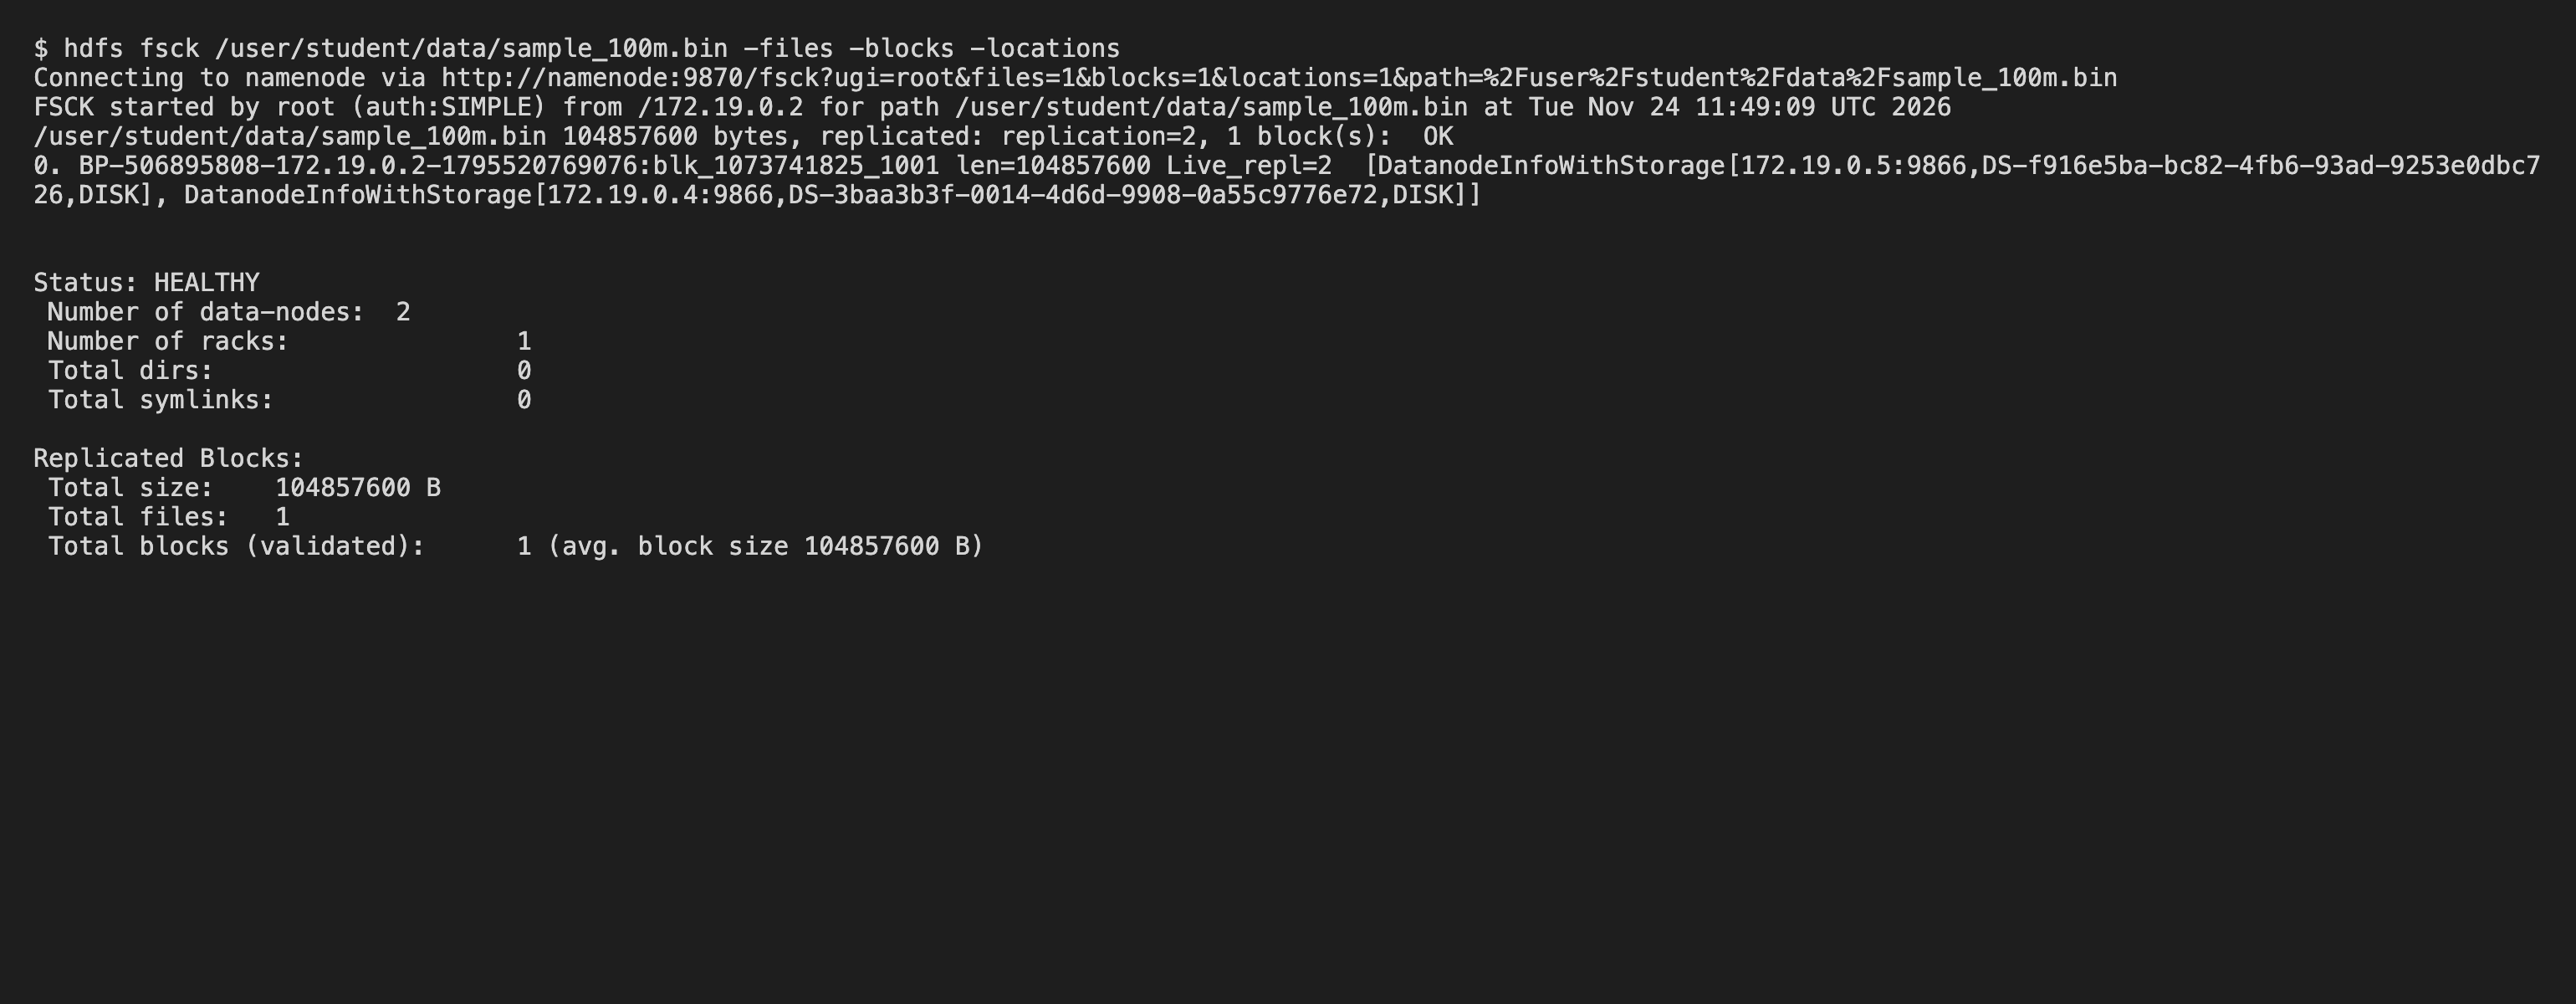 $ hdfs fsck /user/student/data/sample_100m.bin -files -blocks -locations
Connecting to namenode via http://namenode:9870/fsck?ugi=root&files=1&blocks=1&locations=1&path=%2Fuser%2Fstudent%2Fdata%2Fsample_100m.bin
FSCK started by root (auth:SIMPLE) from /172.19.0.2 for path /user/student/data/sample_100m.bin at Tue Nov 24 11:49:09 UTC 2026
/user/student/data/sample_100m.bin 104857600 bytes, replicated: replication=2, 1 block(s):  OK
0. BP-506895808-172.19.0.2-1795520769076:blk_1073741825_1001 len=104857600 Live_repl=2  [DatanodeInfoWithStorage[172.19.0.5:9866,DS-f916e5ba-bc82-4fb6-93ad-9253e0dbc7
26,DISK], DatanodeInfoWithStorage[172.19.0.4:9866,DS-3baa3b3f-0014-4d6d-9908-0a55c9776e72,DISK]]
Status: HEALTHY
 Number of data-nodes:  2
 Number of racks:               1
 Total dirs:                    0
 Total symlinks:                0
Replicated Blocks:
 Total size:    104857600 B
 Total files:   1
 Total blocks (validated):      1 (avg. block size 104857600 B)